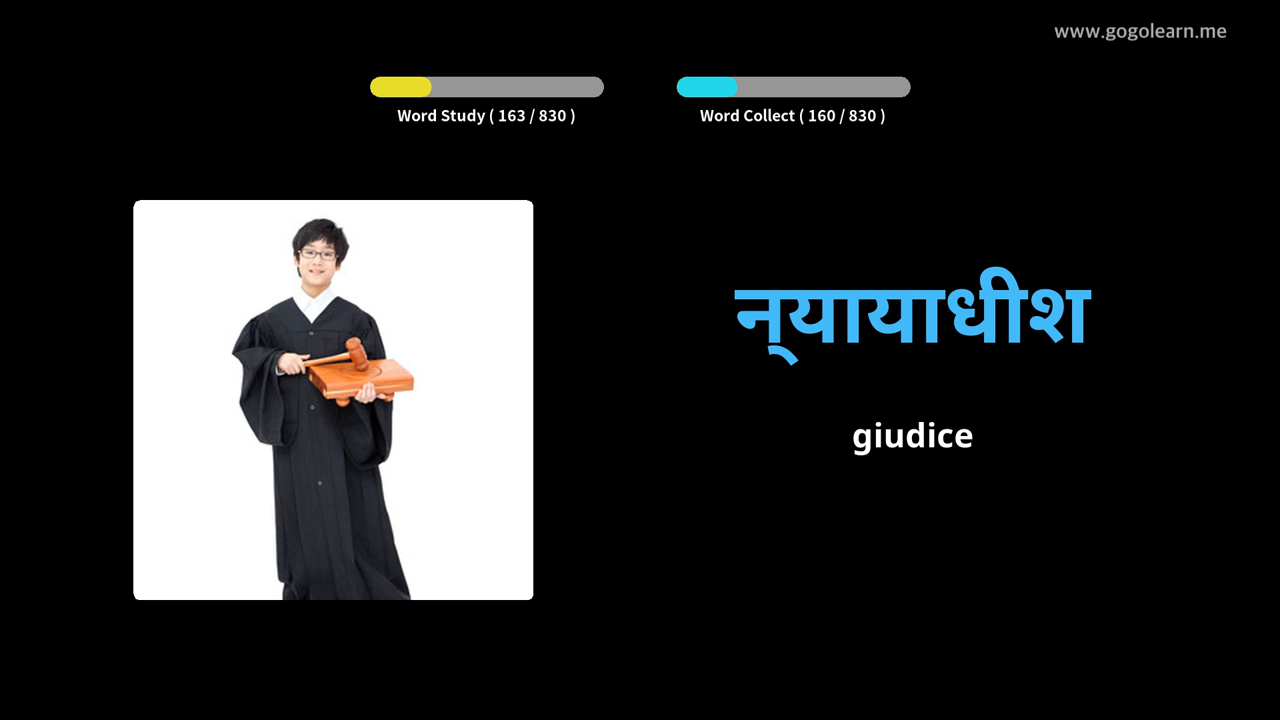 www.gogolearn.me
Word Study ( 163 / 830 )
Word Collect ( 160 / 830 )
न्‌यायाधीश
giudice